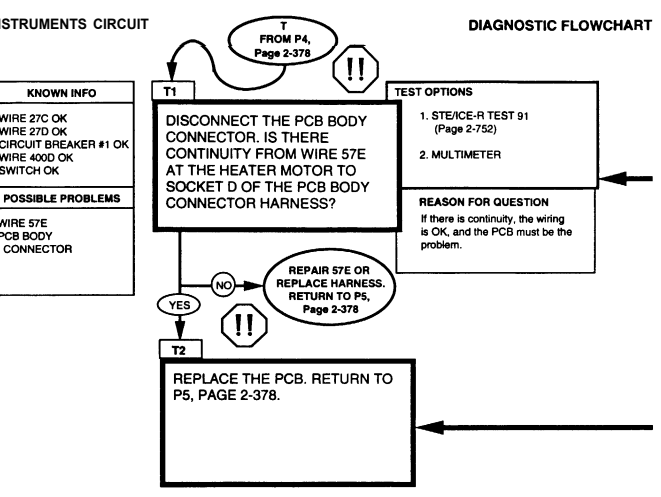 NSTRUMENTS CIRCUIT
DIAGNOSTIC FLOWCHART
T
FROM P4,
Page 2-378
!!
KNOWN INFO
WIRE 27C OK
WIRE 27D OK
CIRCUIT BREAKER #1 OK
WIRE 400D OK
SWITCH OK
POSSIBLE PROBLEMS
WIRE 57E
PCB BODY
CONNECTOR
T1
DISCONNECT THE PCB BODY
CONNECTOR. IS THERE
CONTINUITY FROM WIRE 57E
AT THE HEATER MOTOR TO
SOCKET D OF THE PCB BODY
CONNECTOR HARNESS?
TEST OPTIONS
1. STE/ICE-R TEST 91
(Page 2-752)
2. MULTIMETER
REASON FOR QUESTION
If there is continuity, the wiring
is OK, and the PCB must be the
problem.
NO
REPAIR 57E OR
REPLACE HARNESS.
RETURN TO P5,
Page 2-378
YES
!!
T2
REPLACE THE PCB. RETURN TO
P5, PAGE 2-378.